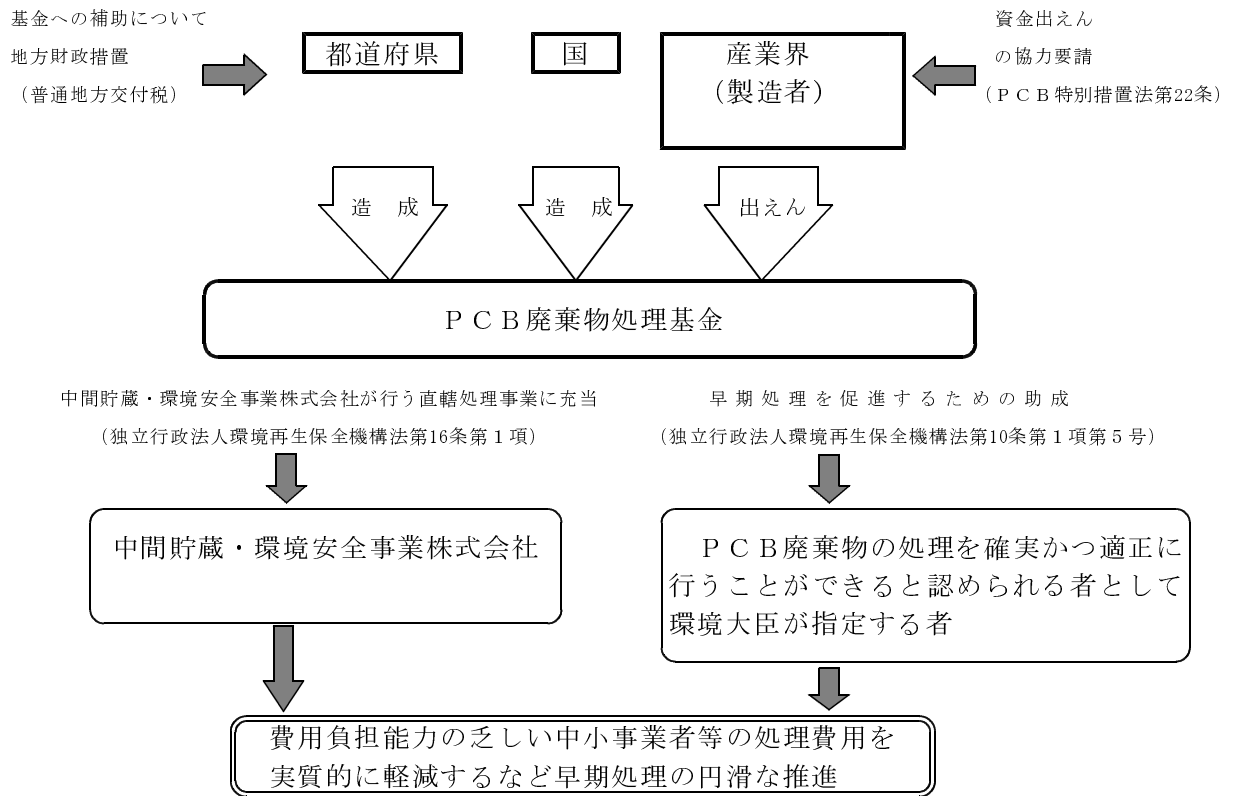 基金への補助について
地方財政措置
（普通地方交付税）
都道府県
国
産業界
（製造者）
資金出えん
の協力要請
（ＰＣＢ特別措置法第22条）
造　成
造　成
出えん
ＰＣＢ廃棄物処理基金
中間貯蔵・環境安全事業株式会社が行う直轄処理事業に充当
（独立行政法人環境再生保全機構法第16条第１項）
早期処理を促進するための助成
（独立行政法人環境再生保全機構法第10条第１項第５号）
中間貯蔵・環境安全事業株式会社
ＰＣＢ廃棄物の処理を確実かつ適正に
行うことができると認められる者として
環境大臣が指定する者
費用負担能力の乏しい中小事業者等の処理費用を
実質的に軽減するなど早期処理の円滑な推進